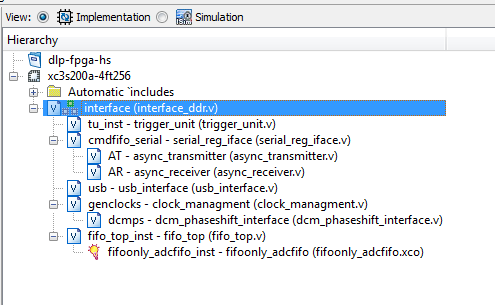 View: Implementation Simulation
Hierarchy
dlp-fpga-hs
xc3s200a-4ft256
Automatic `includes
interface (interface_ddr.v)
tu_inst - trigger_unit (trigger_unit.v)
cmdfifo_serial - serial_reg_iface (serial_reg_iface.v)
AT - async_transmitter (async_transmitter.v)
AR - async_receiver (async_receiver.v)
usb - usb_interface (usb_interface.v)
genclocks - clock_managment (clock_managment.v)
dcmps - dcm_phaseshift_interface (dcm_phaseshift_interface.v)
fifo_top_inst - fifo_top (fifo_top.v)
fifoonly_adcfifo_inst - fifoonly_adcfifo (fifoonly_adcfifo.xco)